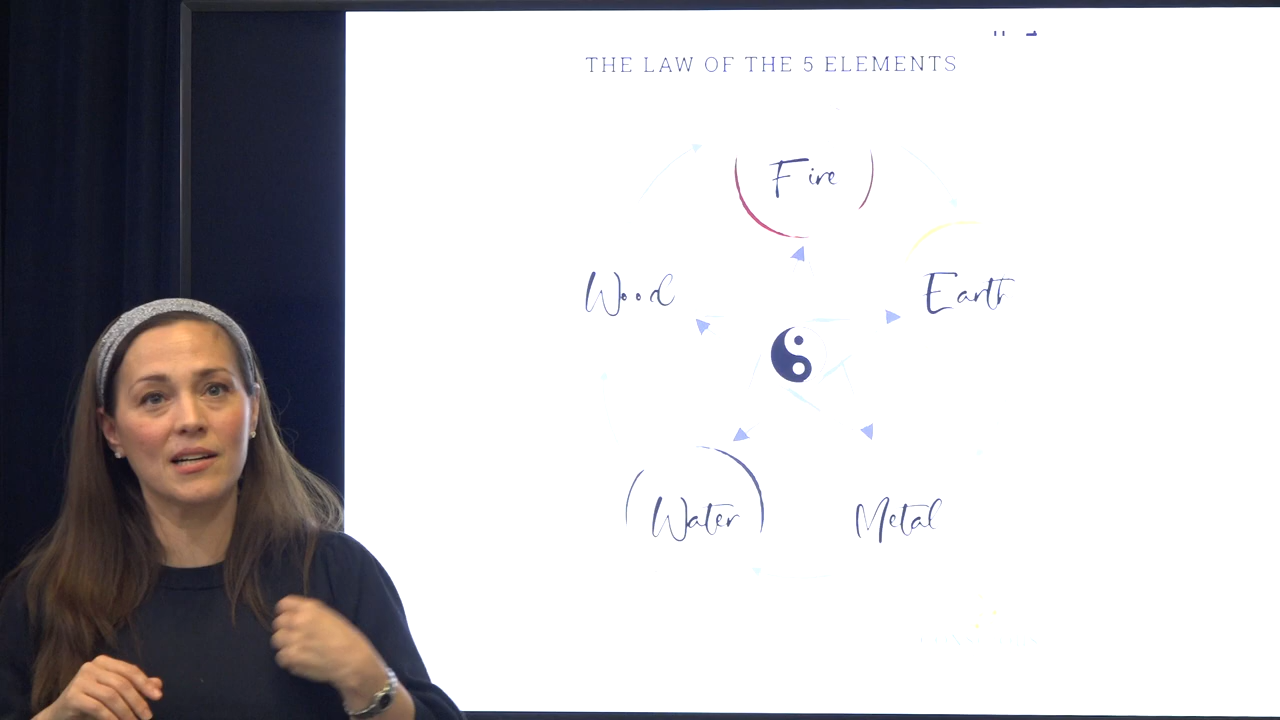 THE LAW OF THE 5 ELEMENTS
Fire
Wood
Earth
Water
Metal